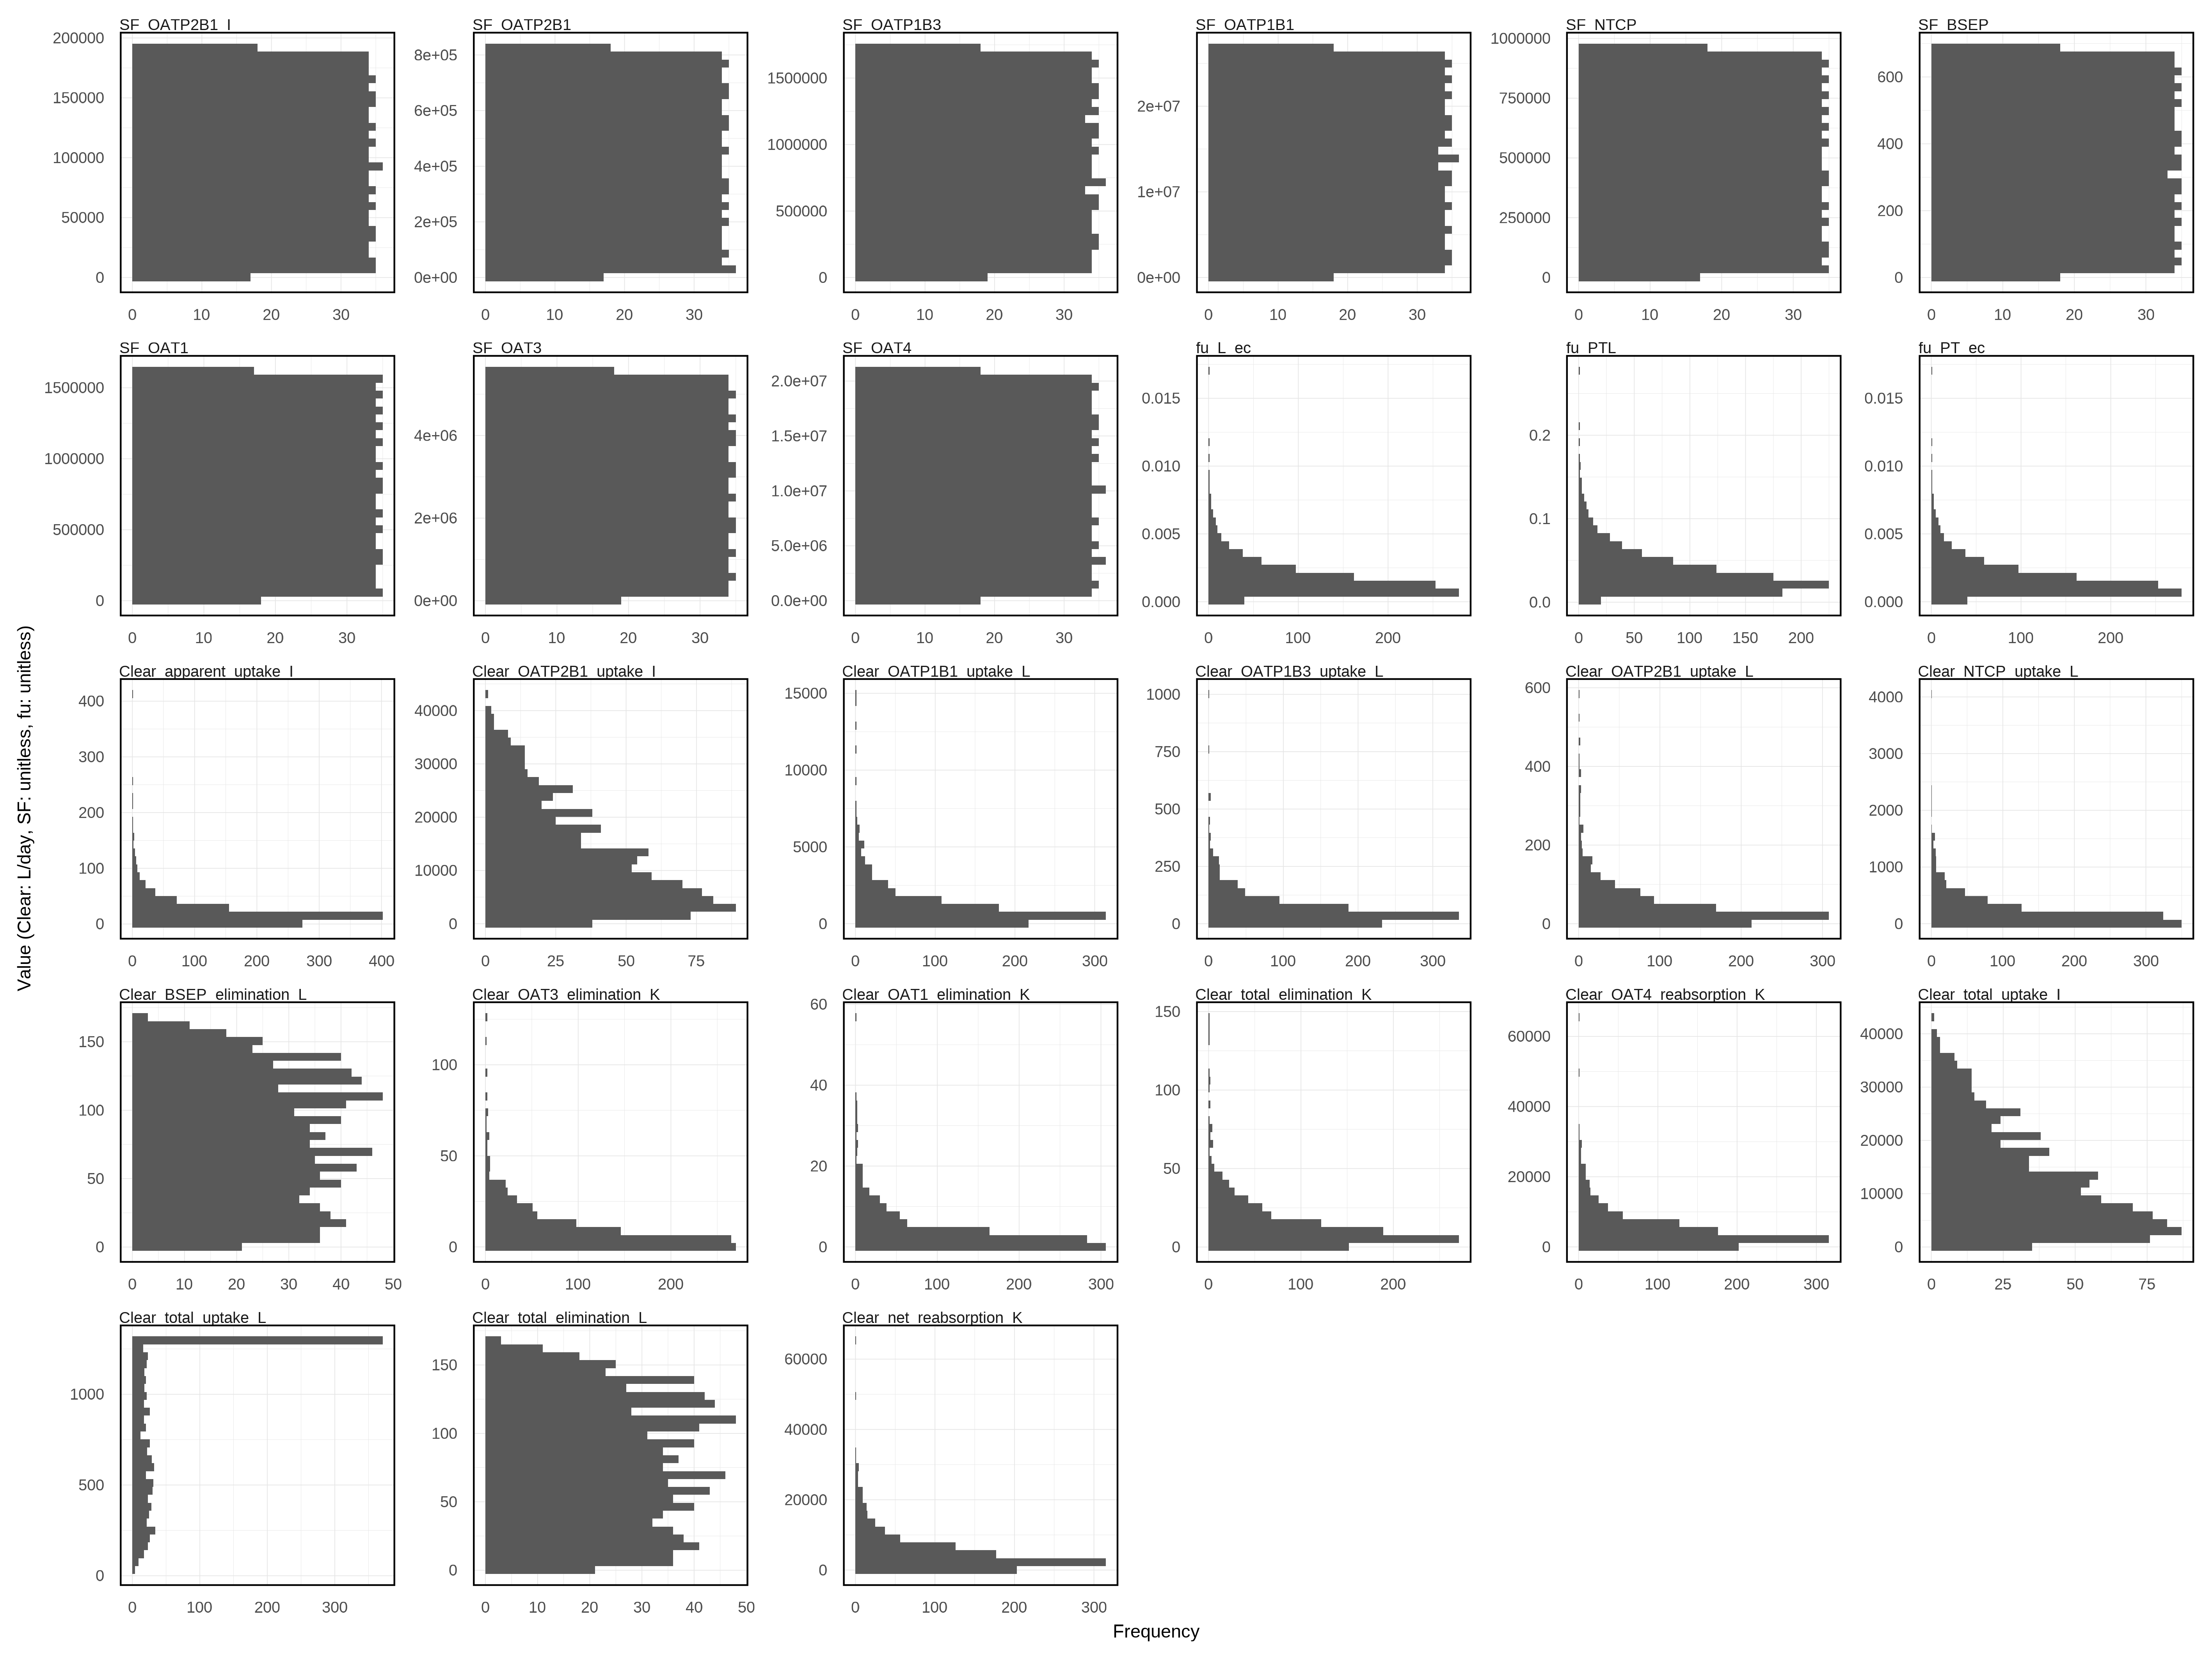 SF_OATP2B1_I SF_OATP2B1 SF_OATP1B3 SF_OATP1B1 SF_NTCP SF_BSEP
200000 150000 100000 50000 0
8e+05 6e+05 4e+05 2e+05 0e+00
1500000 1000000 500000 0
2e+07 1e+07 0e+00
1000000 750000 500000 250000 0
600 400 200 0
0 10 20 30 0 10 20 30 0 10 20 30 0 10 20 30 0 10 20 30 0 10 20 30
SF_OAT1 SF_OAT3 SF_OAT4 fu_L_ec fu_PTL fu_PT_ec
1500000 1000000 500000 0
4e+06 2e+06 0e+00
2.0e+07 1.5e+07 1.0e+07 5.0e+06 0.0e+00
0.015 0.010 0.005 0.000
0.2 0.1 0.0
0.015 0.010 0.005 0.000
0 10 20 30 0 10 20 30 0 10 20 30 0 100 200 0 50 100 150 200 0 100 200
Clear_apparent_uptake_I Clear_OATP2B1_uptake_I Clear_OATP1B1_uptake_L Clear_OATP1B3_uptake_L Clear_OATP2B1_uptake_L Clear_NTCP_uptake_L
400 300 200 100 0
40000 30000 20000 10000 0
15000 10000 5000 0
1000 750 500 250 0
600 400 200 0
4000 3000 2000 1000 0
0 100 200 300 400 0 25 50 75 0 100 200 300 0 100 200 300 0 100 200 300 0 100 200 300
Clear_BSEP_elimination_L Clear_OAT3_elimination_K Clear_OAT1_elimination_K Clear_total_elimination_K Clear_OAT4_reabsorption_K Clear_total_uptake_I
150 100 50 0
100 50 0
60 40 20 0
150 100 50 0
60000 40000 20000 0
40000 30000 20000 10000 0
0 10 20 30 40 50 0 100 200 0 100 200 300 0 100 200 0 100 200 300 0 25 50 75
Clear_total_uptake_L Clear_total_elimination_L Clear_net_reabsorption_K
1000 500 0
150 100 50 0
60000 40000 20000 0
0 100 200 300 0 10 20 30 40 50 0 100 200 300
Value (Clear: L/day, SF: unitless, fu: unitless)
Frequency